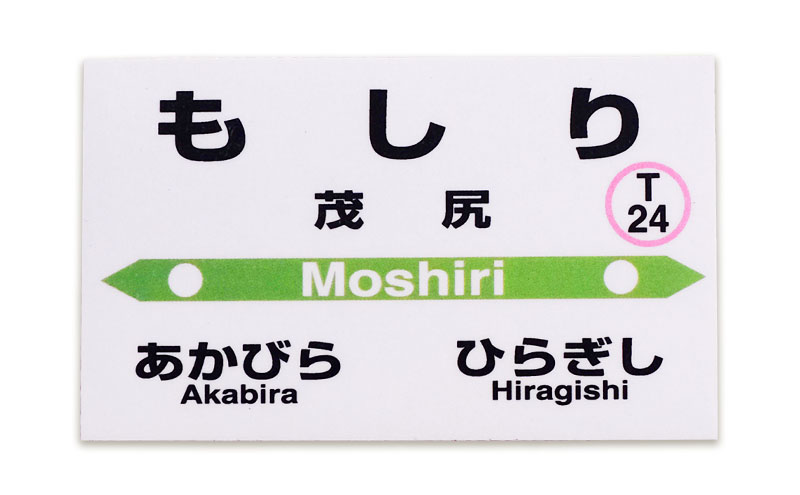 もしり
茂尻
T
24
Moshiri
あかびら
Akabira
ひらぎし
Hiragishi